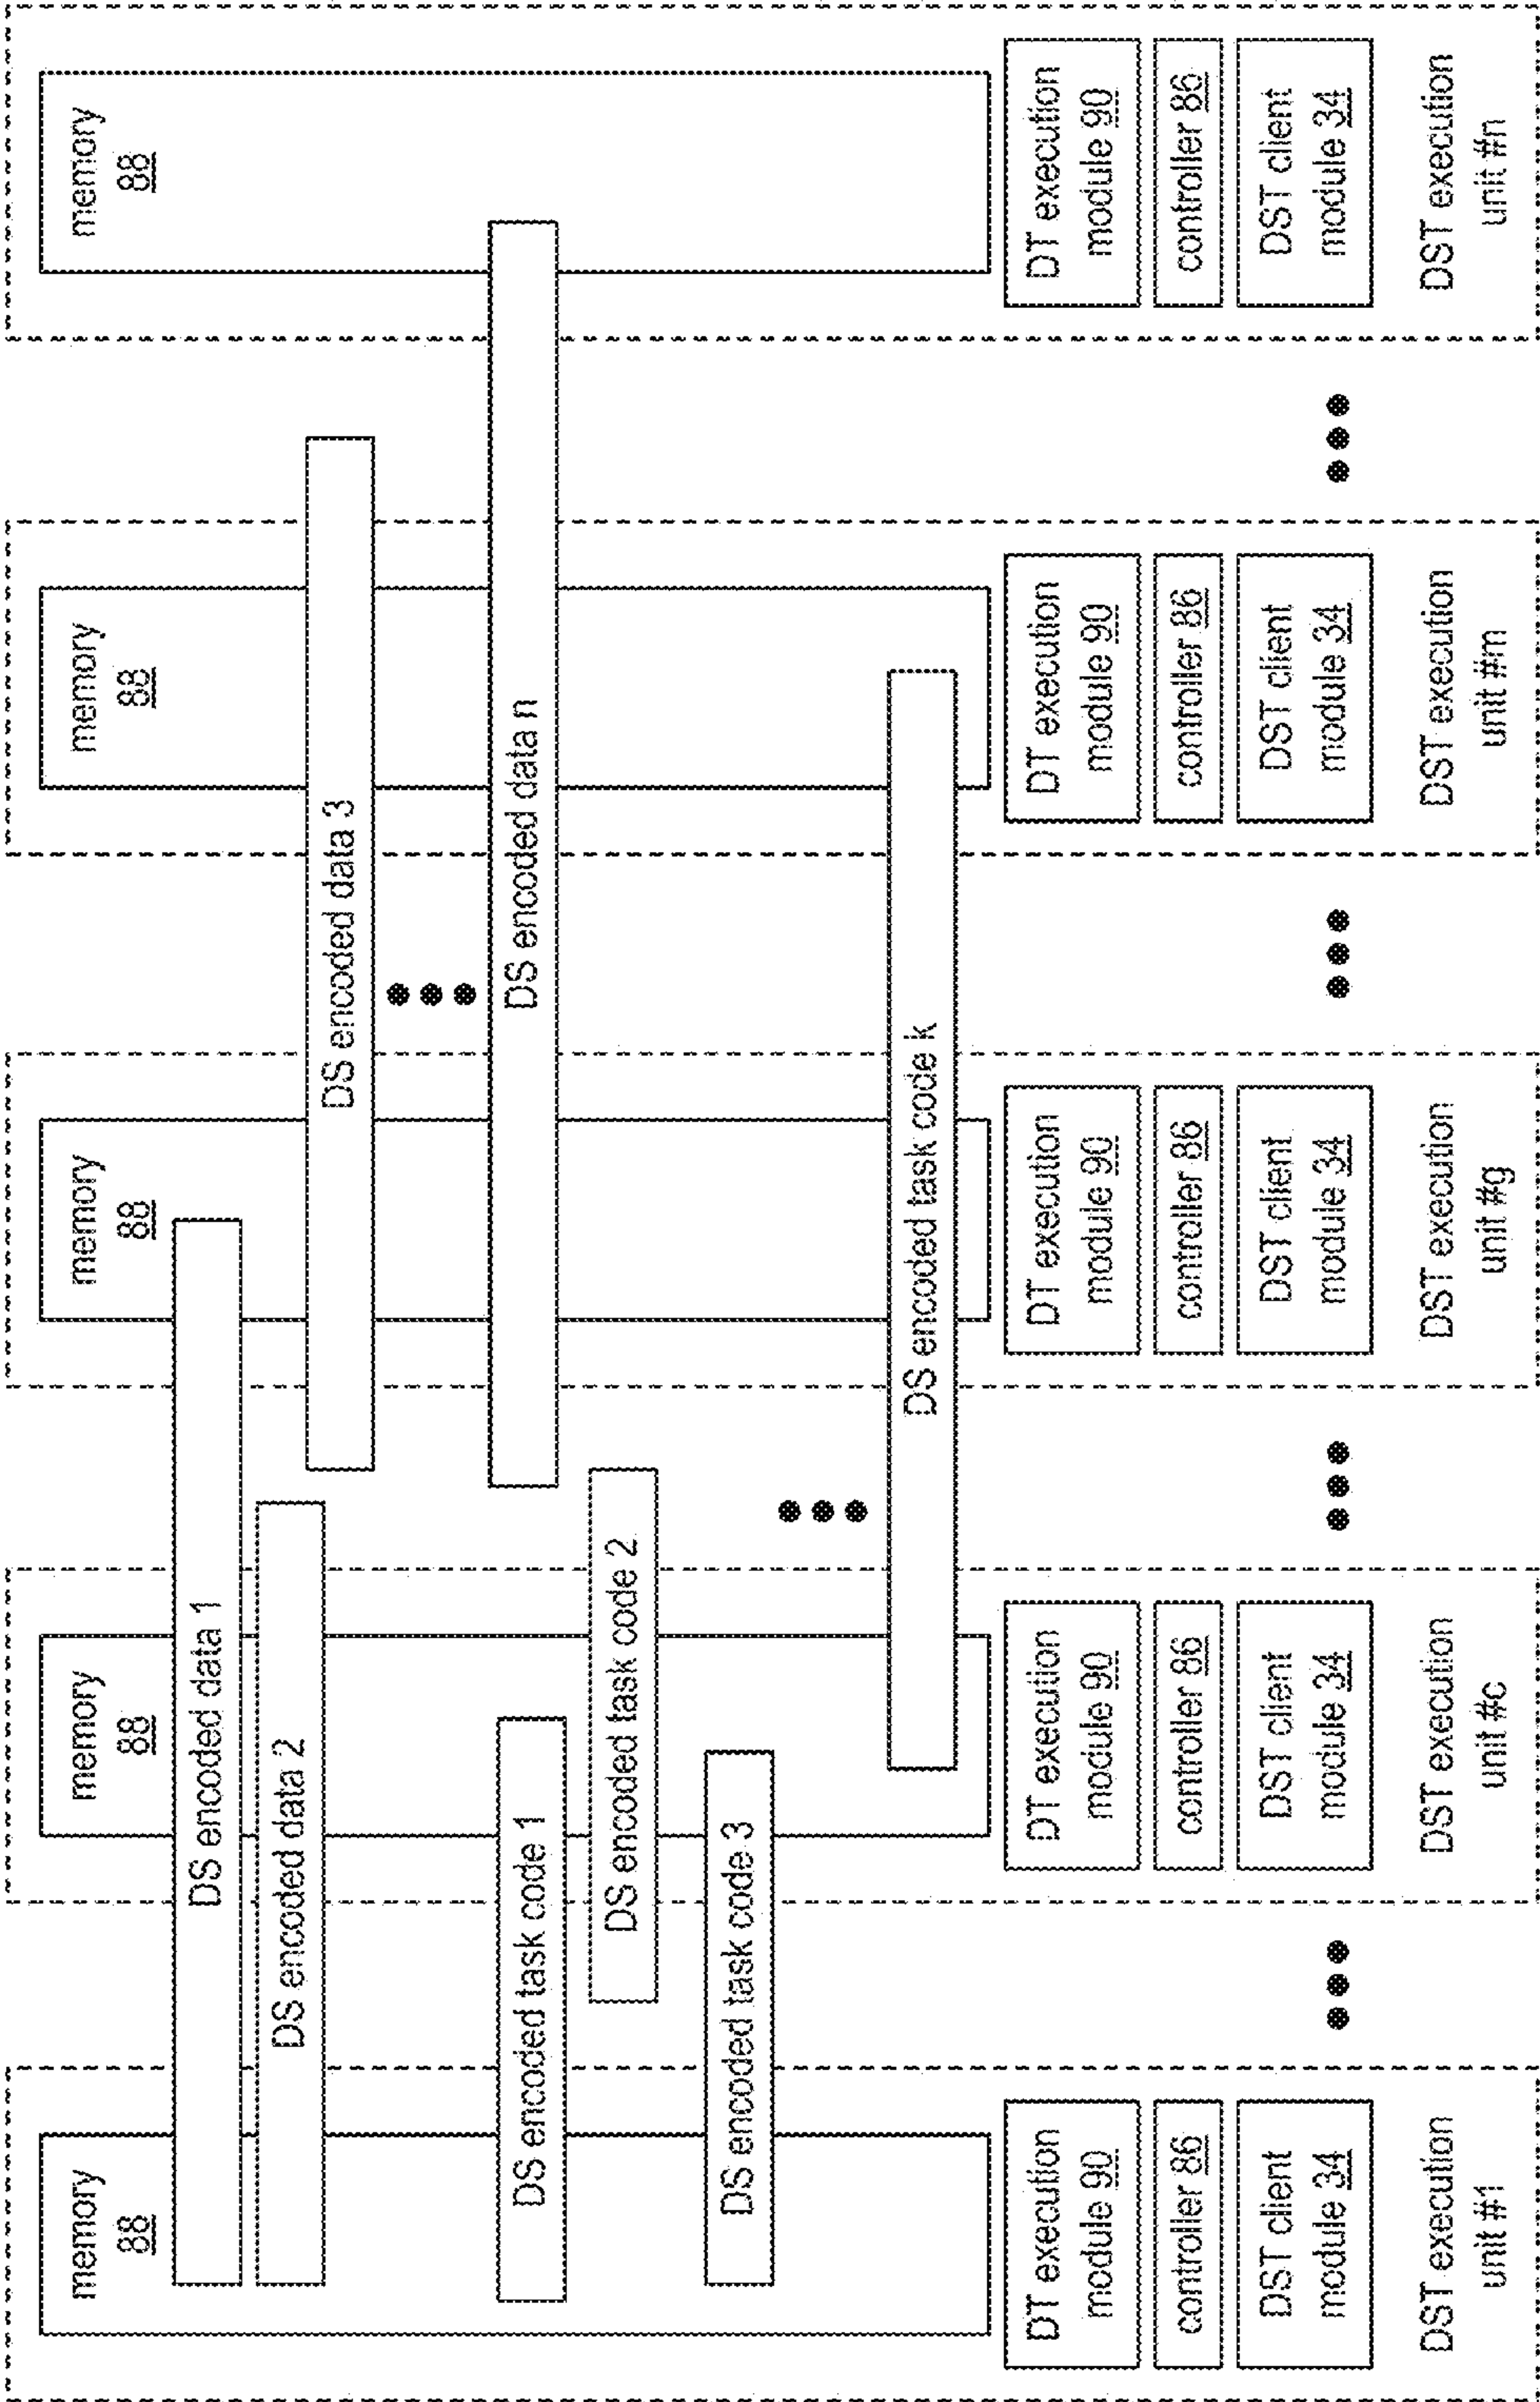 memory
88
memory
88
memory
88
memory
88
memory
88
DS encoded data 1
DS encoded data 2
DS encoded data 3
DS encoded data n
DS encoded task code 1
DS encoded task code 2
DS encoded task code 3
DS encoded task code k
DT execution
module 90
controller 86
DST client
module 34
DST execution
unit #1
DT execution
module 90
controller 86
DST client
module 34
DST execution
unit #c
DT execution
module 90
controller 86
DST client
module 34
DST execution
unit #g
DT execution
module 90
controller 86
DST client
module 34
DST execution
unit #m
DT execution
module 90
controller 86
DST client
module 34
DST execution
unit #n